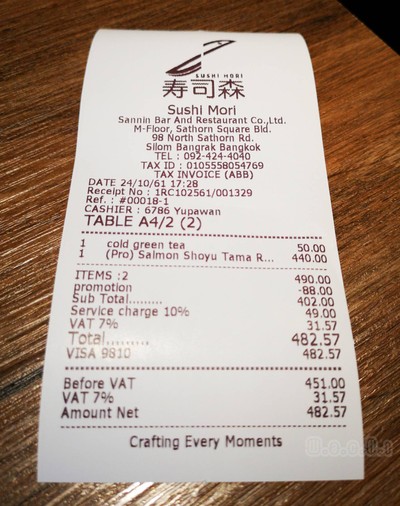 SUSHI MORI
寿司森
Sushi Mori
Sannin Bar And Restaurant Co.,Ltd.
M-Floor, Sathorn Square Bld.
98 North Sathorn Rd.
Silom Bangrak Bangkok
TEL : 092-424-4040
TAX ID : 0105558054769
TAX INVOICE (ABB)
DATE 24/10/61 17:28
Receipt No : 1RC102561/001329
Ref. : #00018-1
CASHIER : 6786 Yupawan
TABLE A4/2 (2)
1 cold green tea 50.00
1 (Pro) Salmon Shoyu Tama R... 440.00
ITEMS :2 490.00
promotion -88.00
Sub Total......... 402.00
Service charge 10% 49.00
VAT 7% 31.57
Total.......... 482.57
VISA 9810 482.57
Before VAT 451.00
VAT 7% 31.57
Amount Net 482.57
Crafting Every Moments